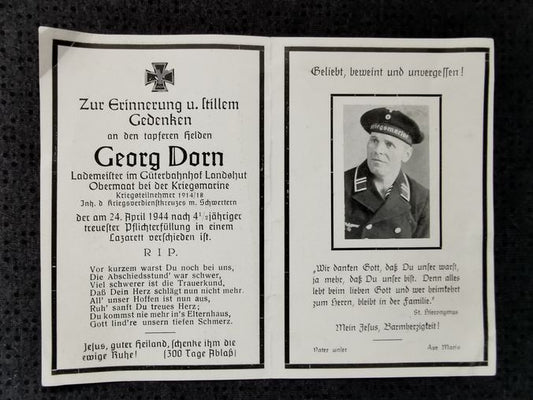 Zur Erinnerung u. stillem
Gedenken
an den tapferen Helden
Georg Dorn
Lademeister im Güterbahnhof Landshut
Obermaat bei der Kriegsmarine
Kriegsteilnehmer 1914/18
Inh. d. Kriegsverdienstkreuzes m. Schwertern
der am 24. April 1944 nach 4½jähriger
treuester Pflichterfüllung in einem
Lazarett verschieden ist.
R I P.
Vor kurzem warst Du noch bei uns,
Die Abschiedsstund' war schwer,
Viel schwerer ist die Trauerkund,
Daß Dein Herz schlägt nun nicht mehr.
All' unser Hoffen ist nun aus,
Ruh' sanft Du treues Herz;
Du kommst nie mehr in's Elternhaus,
Gott lind're unsern tiefen Schmerz.
Jesus, guter Heiland, schenke ihm die
ewige Ruhe! (300 Tage Ablaß)
Geliebt, beweint und unvergessen!
Kriegsmarine
„Wir danken Gott, daß Du unser warst,
ja mehr, daß Du unser bist. Denn alles
lebt beim lieben Gott und wer heimkehrt
zum Herrn, bleibt in der Familie."
St. Hieronymus
Mein Jesus, Barmherzigkeit!
Vater unser Ave Maria